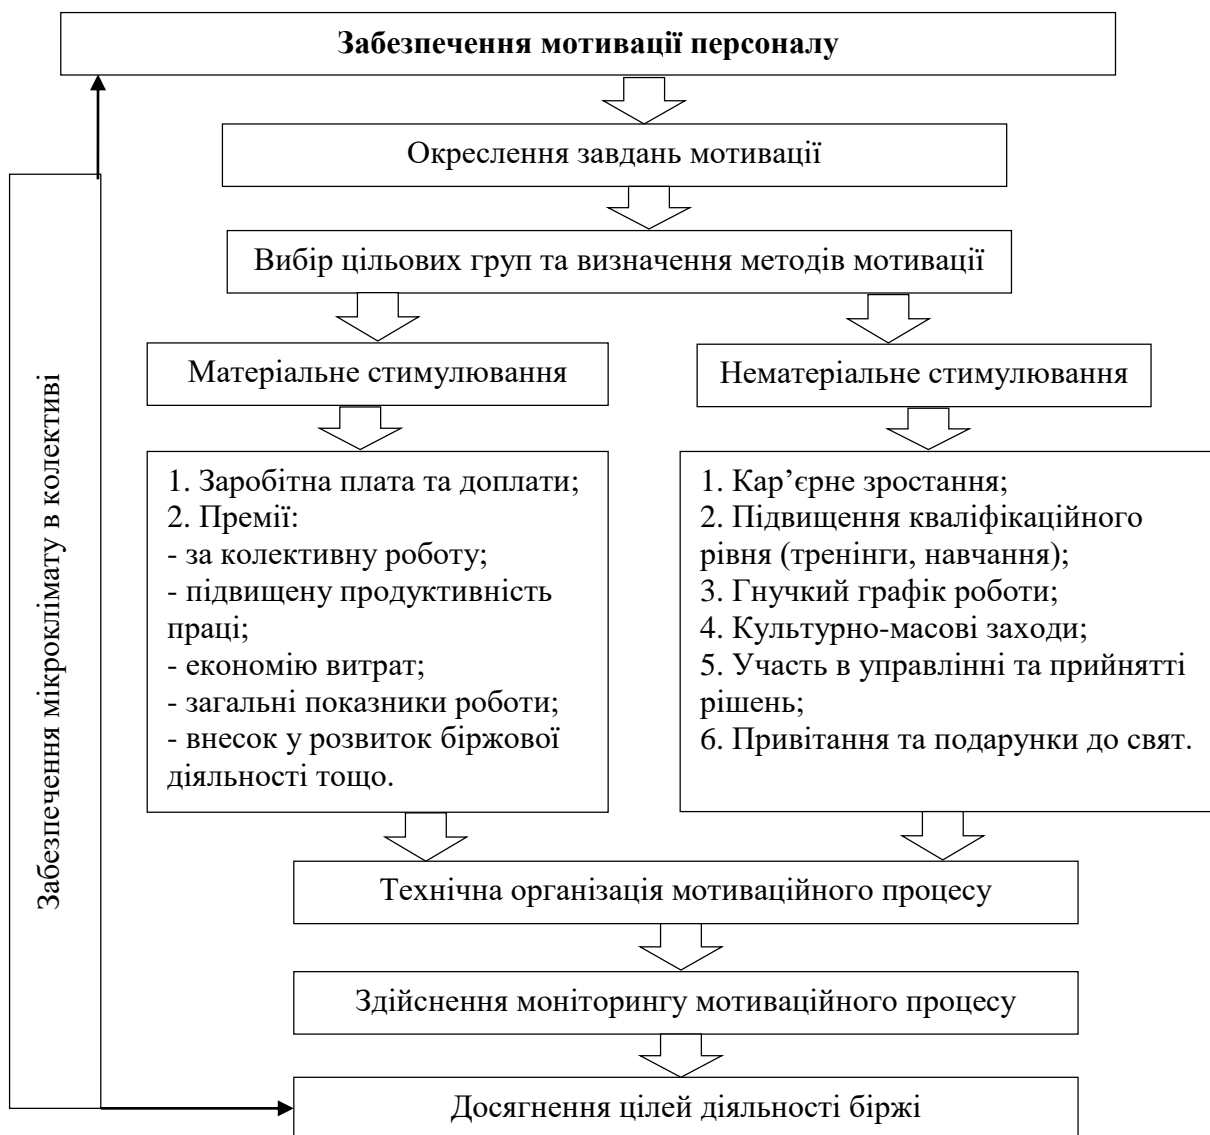 Забезпечення мотивації персоналу
Окреслення завдань мотивації
Вибір цільових груп та визначення методів мотивації
Матеріальне стимулювання
Нематеріальне стимулювання
1. Заробітна плата та доплати;
2. Премії:
- за колективну роботу;
- підвищену продуктивність
праці;
- економію витрат;
- загальні показники роботи;
- внесок у розвиток біржової
діяльності тощо.
1. Кар’єрне зростання;
2. Підвищення кваліфікаційного
рівня (тренінги, навчання);
3. Гнучкий графік роботи;
4. Культурно-масові заходи;
5. Участь в управлінні та прийнятті
рішень;
6. Привітання та подарунки до свят.
Технічна організація мотиваційного процесу
Здійснення моніторингу мотиваційного процесу
Досягнення цілей діяльності біржі
Забезпечення мікроклімату в колективі